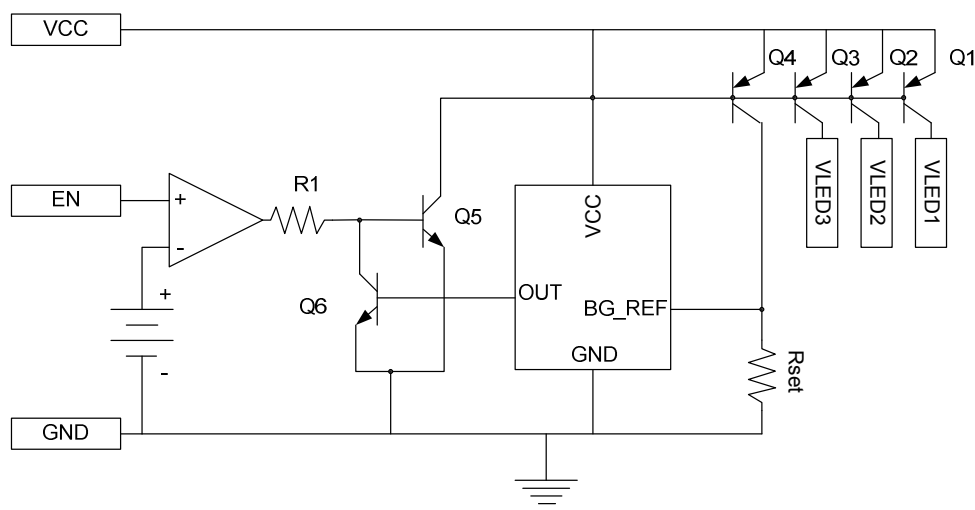 VCC
Q4
Q3
Q2
Q1
EN
+
-
R1
Q5
VCC
VLED3
VLED2
VLED1
+
-
Q6
OUT
BG_REF
GND
Rset
GND